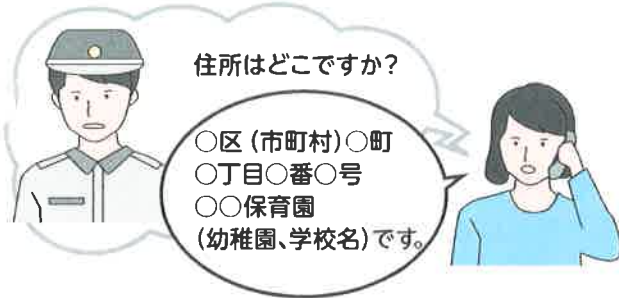 住所はどこですか?
○区(市町村)○町
○丁目○番○号
○○保育園
(幼稚園、学校名)です。